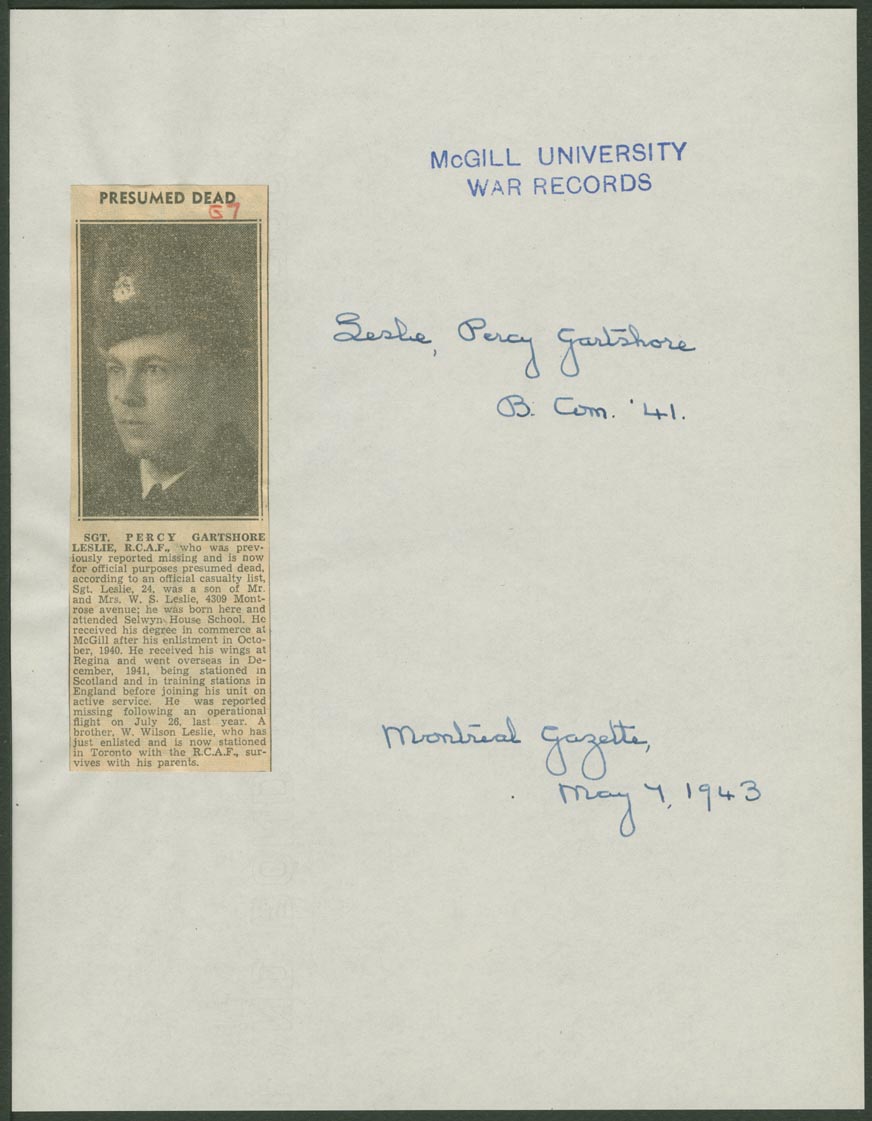 McGILL UNIVERSITY
WAR RECORDS
PRESUMED DEAD
G7
SGT. PERCY GARTSHORE
LESLIE, R.C.A.F., who was prev-
iously reported missing and is now
for official purposes presumed dead,
according to an official casualty list.
Sgt. Leslie, 24, was a son of Mr.
and Mrs. W. S. Leslie, 4309 Mont-
rose avenue; he was born here and
attended Selwyn House School. He
received his degree in commerce at
McGill after his enlistment in Octo-
ber, 1940. He received his wings at
Regina and went overseas in De-
cember, 1941, being stationed in
Scotland and in training stations in
England before joining his unit on
active service. He was reported
missing following an operational
flight on July 26, last year. A
brother, W. Wilson Leslie, who has
just enlisted and is now stationed
in Toronto with the R.C.A.F., sur-
vives with his parents.
Leslie, Percy Gartshore
B. Com. '41.
Montreal Gazette,
May 7, 1943